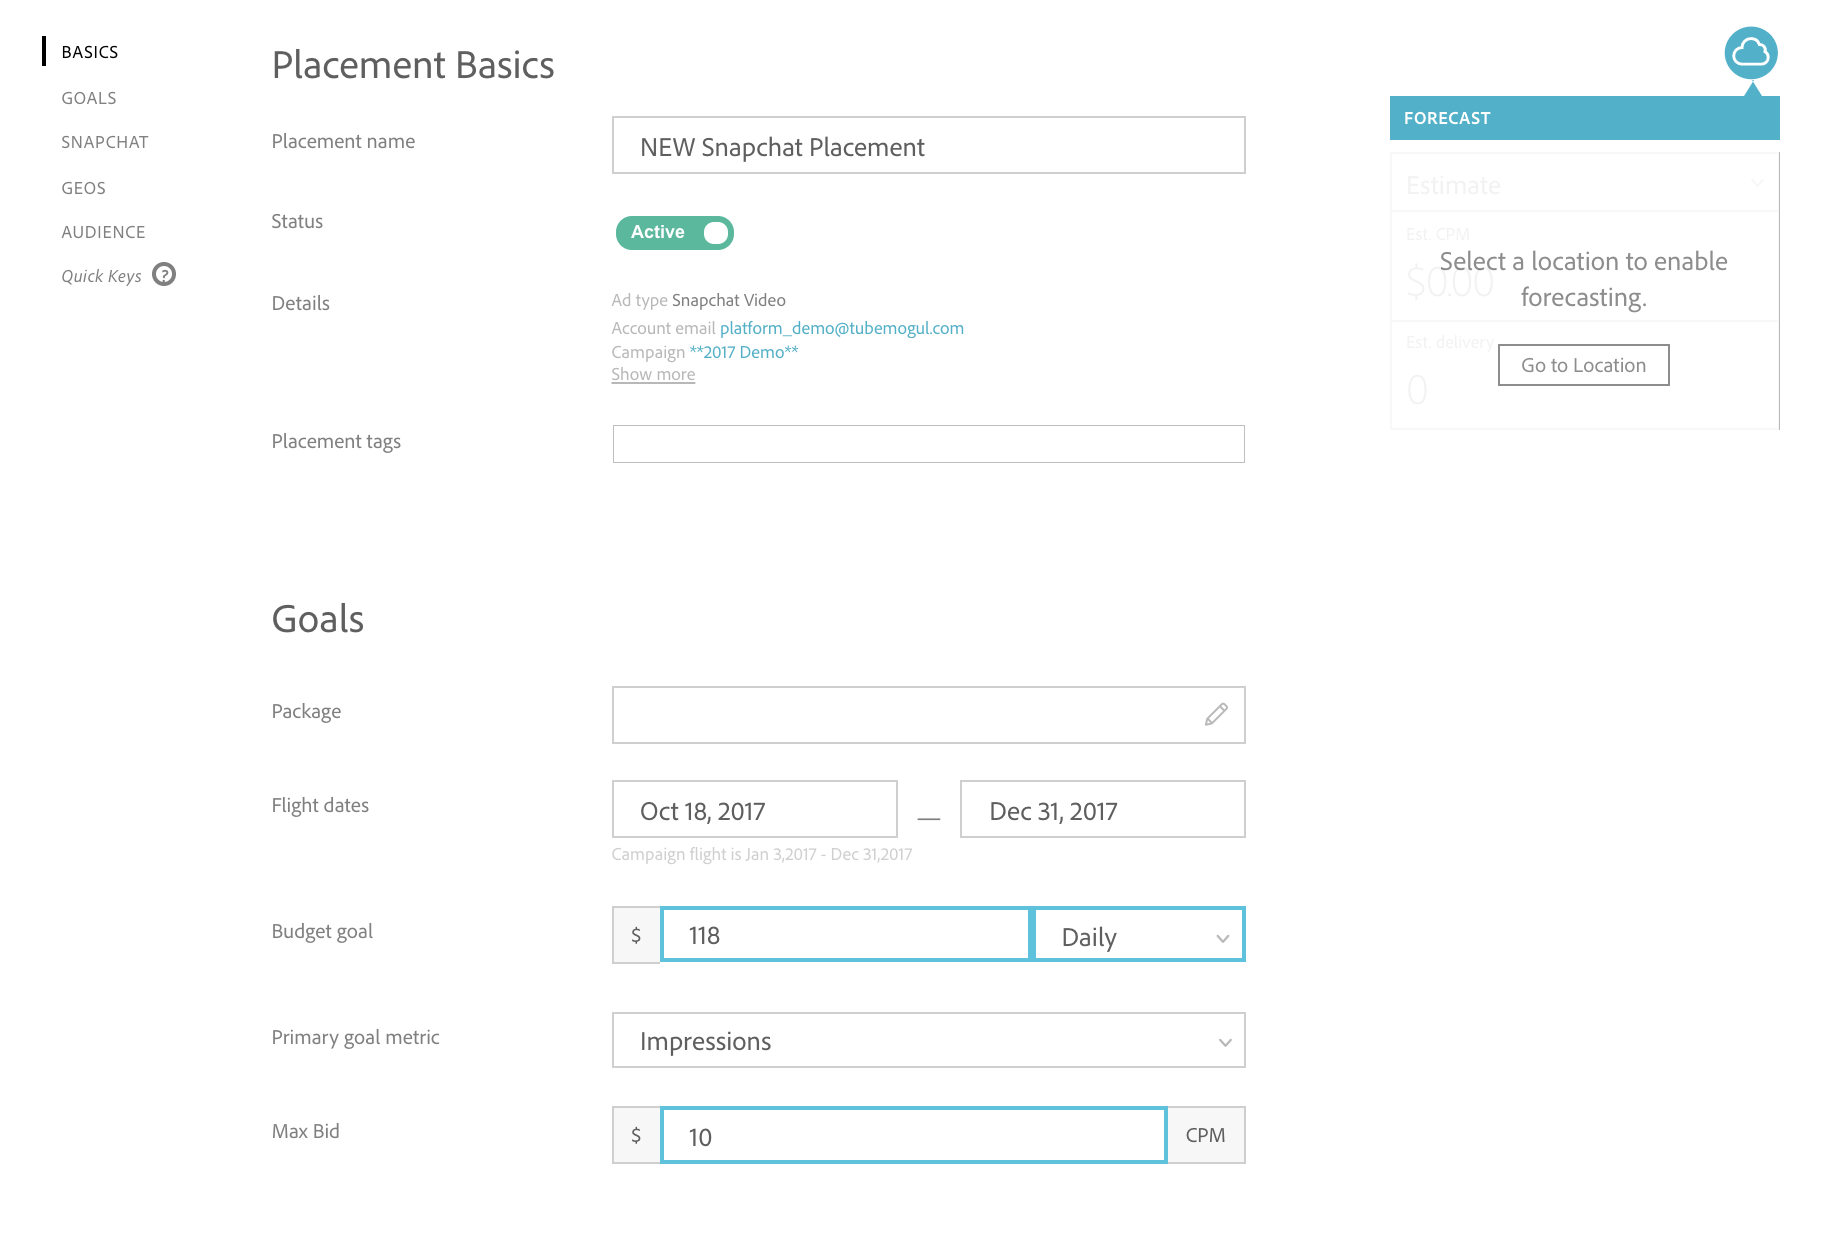 BASICS
GOALS
SNAPCHAT
GEOS
AUDIENCE
Quick Keys ?
Placement Basics
Placement name
NEW Snapchat Placement
Status
Active
Details
Ad type Snapchat Video
Account email platform_demo@tubemogul.com
Campaign **2017 Demo**
Show more
Placement tags
Goals
Package
Flight dates
Oct 18, 2017 — Dec 31, 2017
Campaign flight is Jan 3,2017 - Dec 31,2017
Budget goal
$ 118 Daily
Primary goal metric
Impressions
Max Bid
$ 10 CPM
FORECAST
Estimate
Est. CPM
$0.00
Select a location to enable
forecasting.
Est. delivery
0
Go to Location